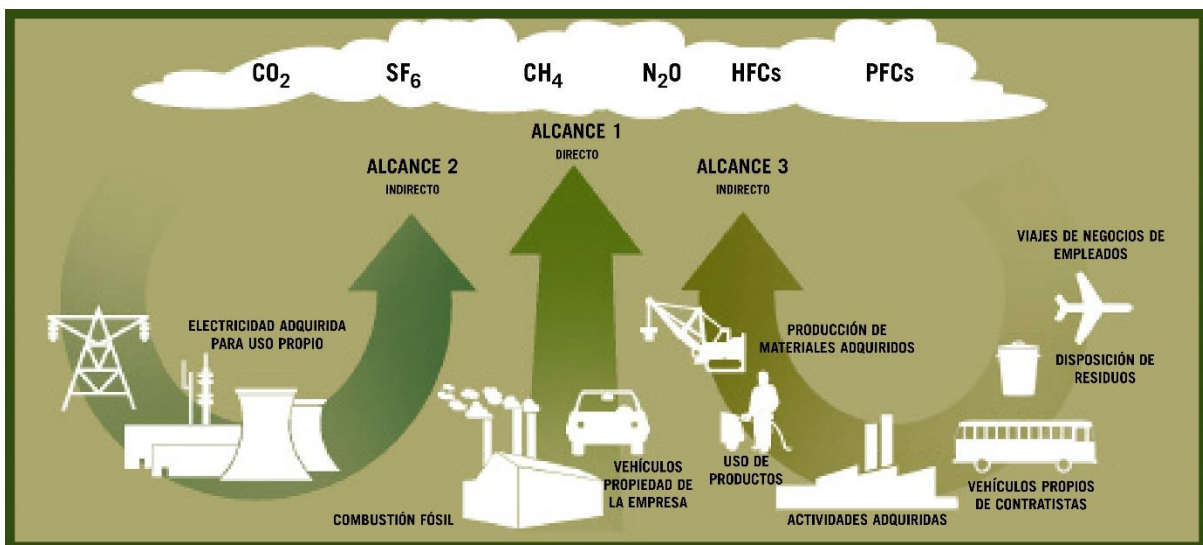 CO₂ SF₆ CH₄ N₂O HFCs PFCs
ALCANCE 1
DIRECTO
ALCANCE 2
INDIRECTO
ALCANCE 3
INDIRECTO
ELECTRICIDAD ADQUIRIDA
PARA USO PROPIO
COMBUSTIÓN FÓSIL
VEHÍCULOS
PROPIEDAD DE
LA EMPRESA
PRODUCCIÓN DE
MATERIALES ADQUIRIDOS
USO DE
PRODUCTOS
ACTIVIDADES ADQUIRIDAS
VIAJES DE NEGOCIOS DE
EMPLEADOS
DISPOSICIÓN DE
RESIDUOS
VEHÍCULOS PROPIOS
DE CONTRATISTAS